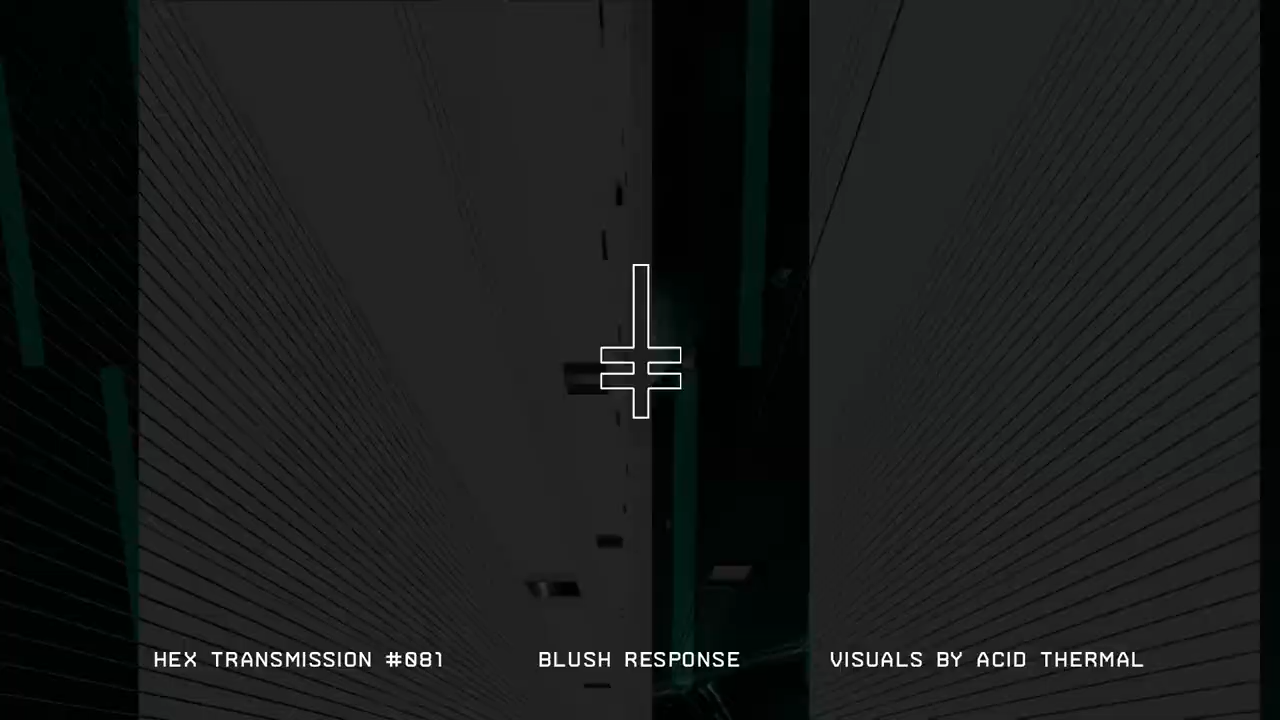 HEX TRANSMISSION #081
BLUSH RESPONSE
VISUALS BY ACID THERMAL